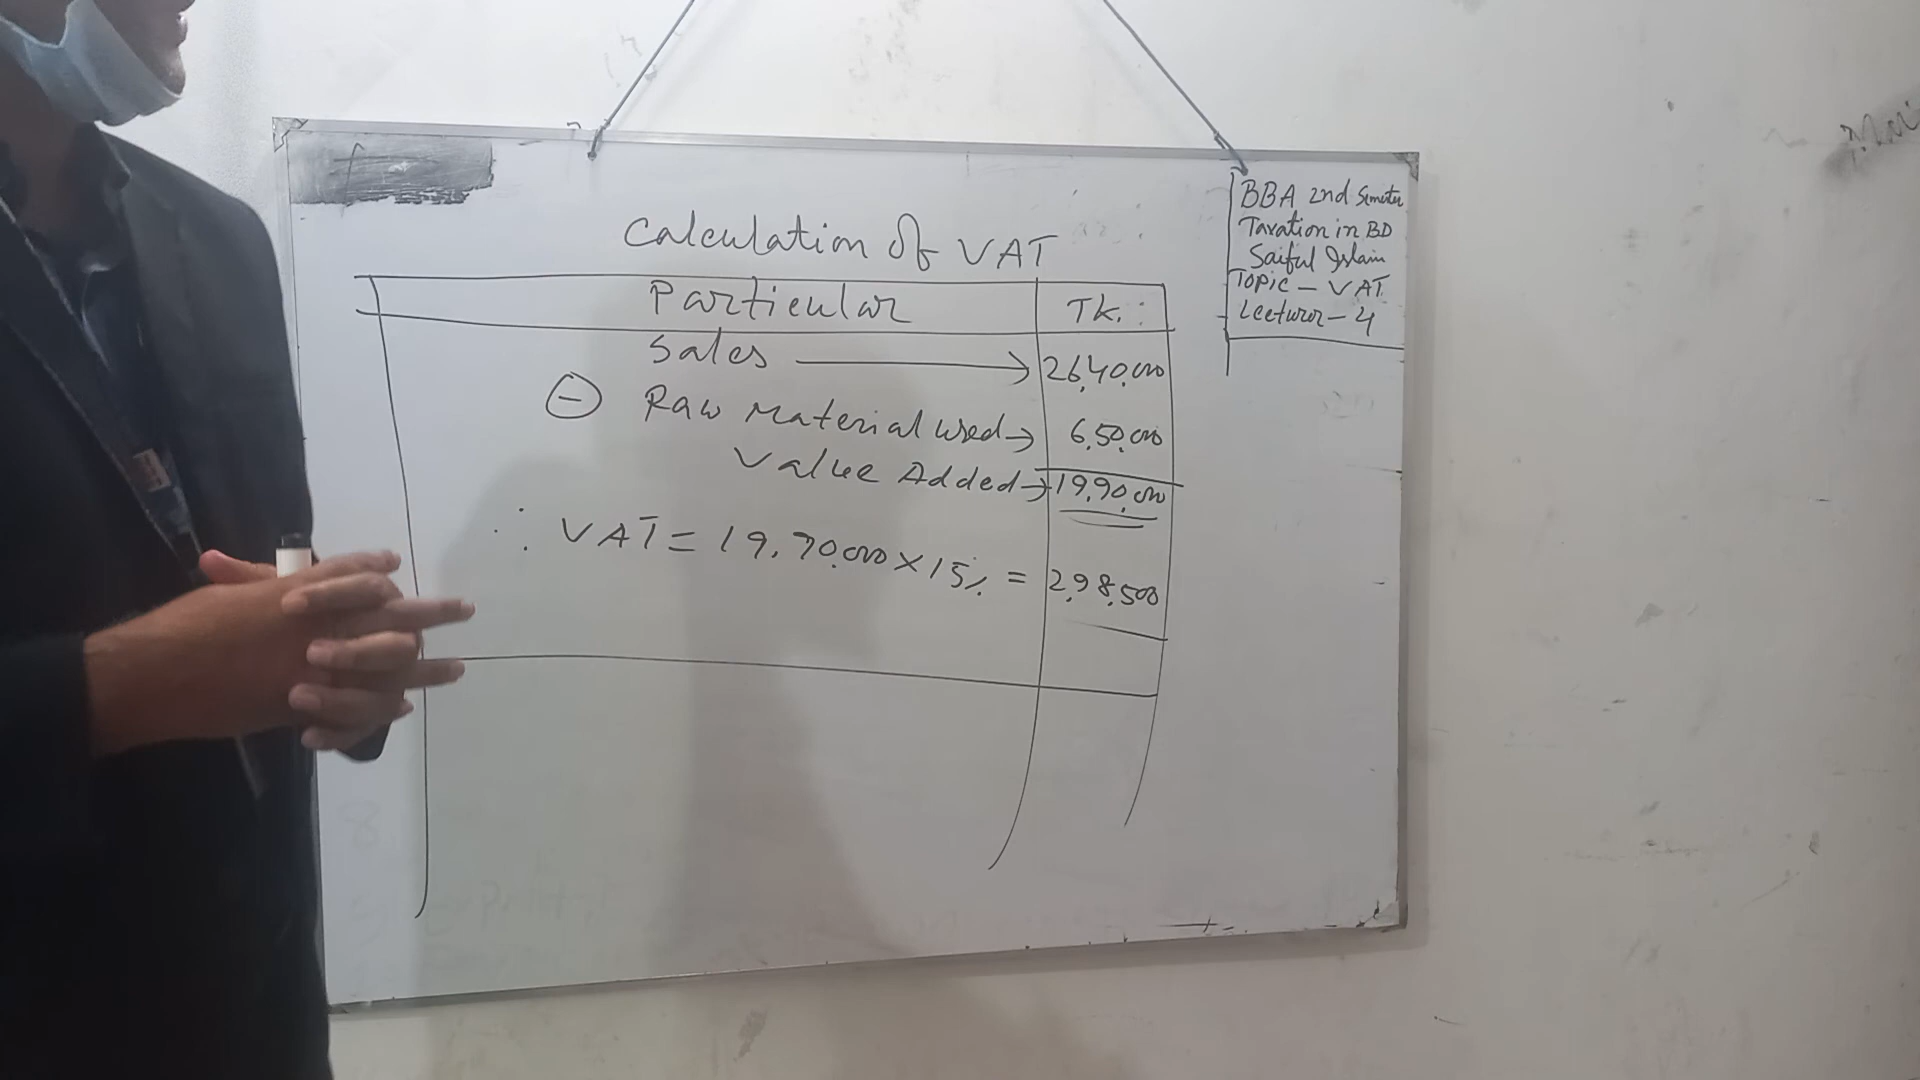 Calculation of VAT
Particular Tk.
Sales → 26,40,000
⊖ Raw Material used → 6,50,000
Value Added → 19,90,000
∴ VAT = 19,90,000 × 15% = 2,98,500
BBA 2nd Semester
Taxation in BD
Saiful Islam
Topic - VAT
Lecturer - 4